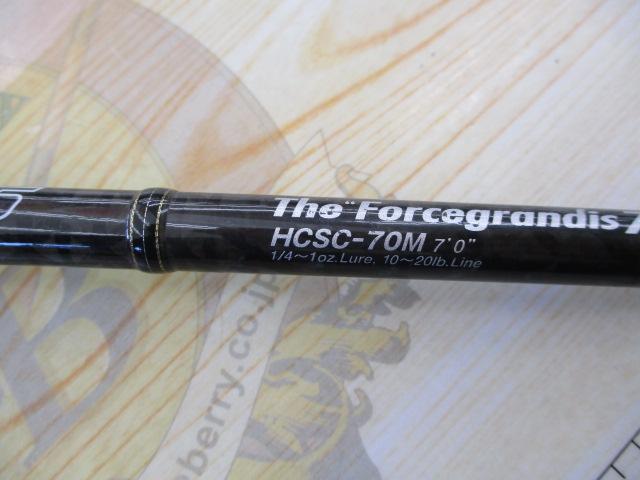 The "Forcegrandis
HCSC-70M 7'0"
1/4~1oz.Lure. 10~20lb.Line
berry.co.jp
B